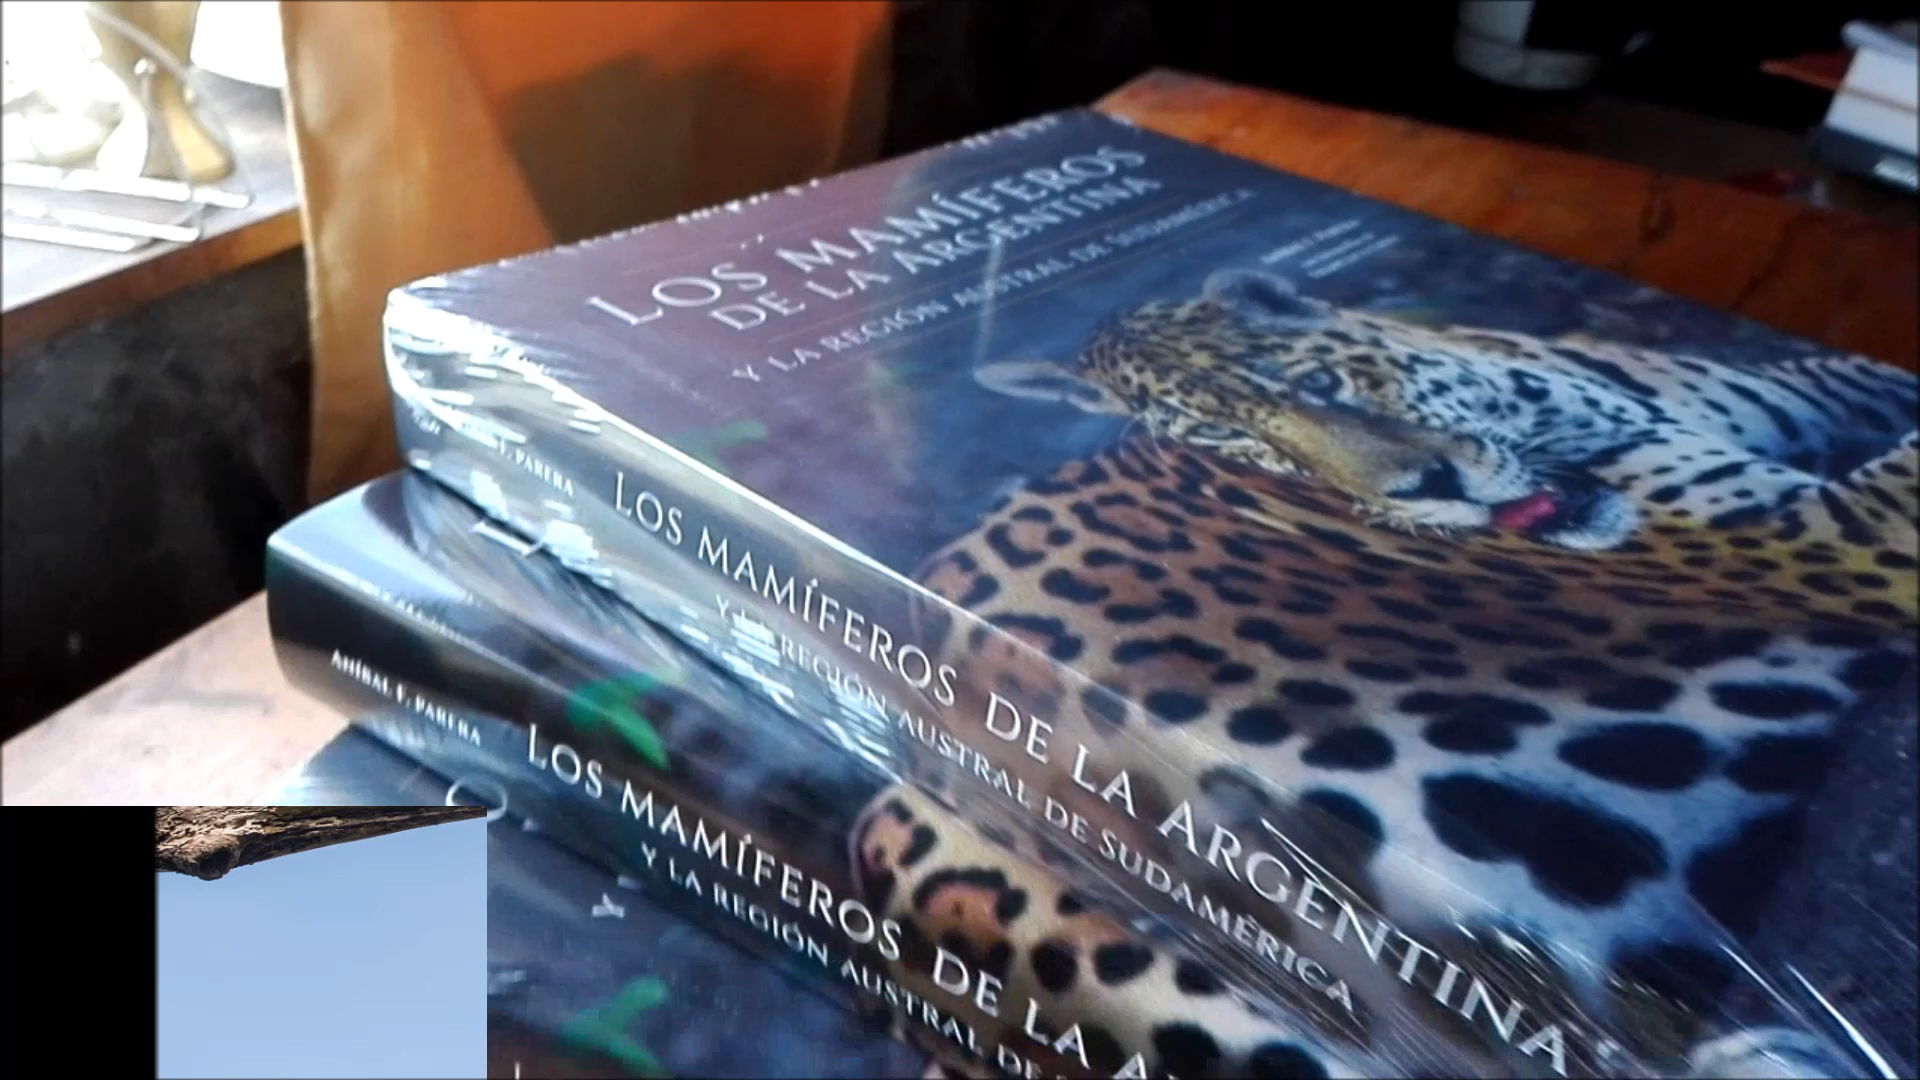 LOS MAMÍFEROS
DE LA ARGENTINA
Y LA REGIÓN AUSTRAL DE SUDAMÉRICA
E. PARERA
LOS MAMÍFEROS DE LA ARGENTINA
Y LA REGIÓN AUSTRAL DE SUDAMÉRICA
ANÍBAL E. PARERA
LOS MAMÍFEROS DE LA A
Y LA REGIÓN AUSTRAL DE